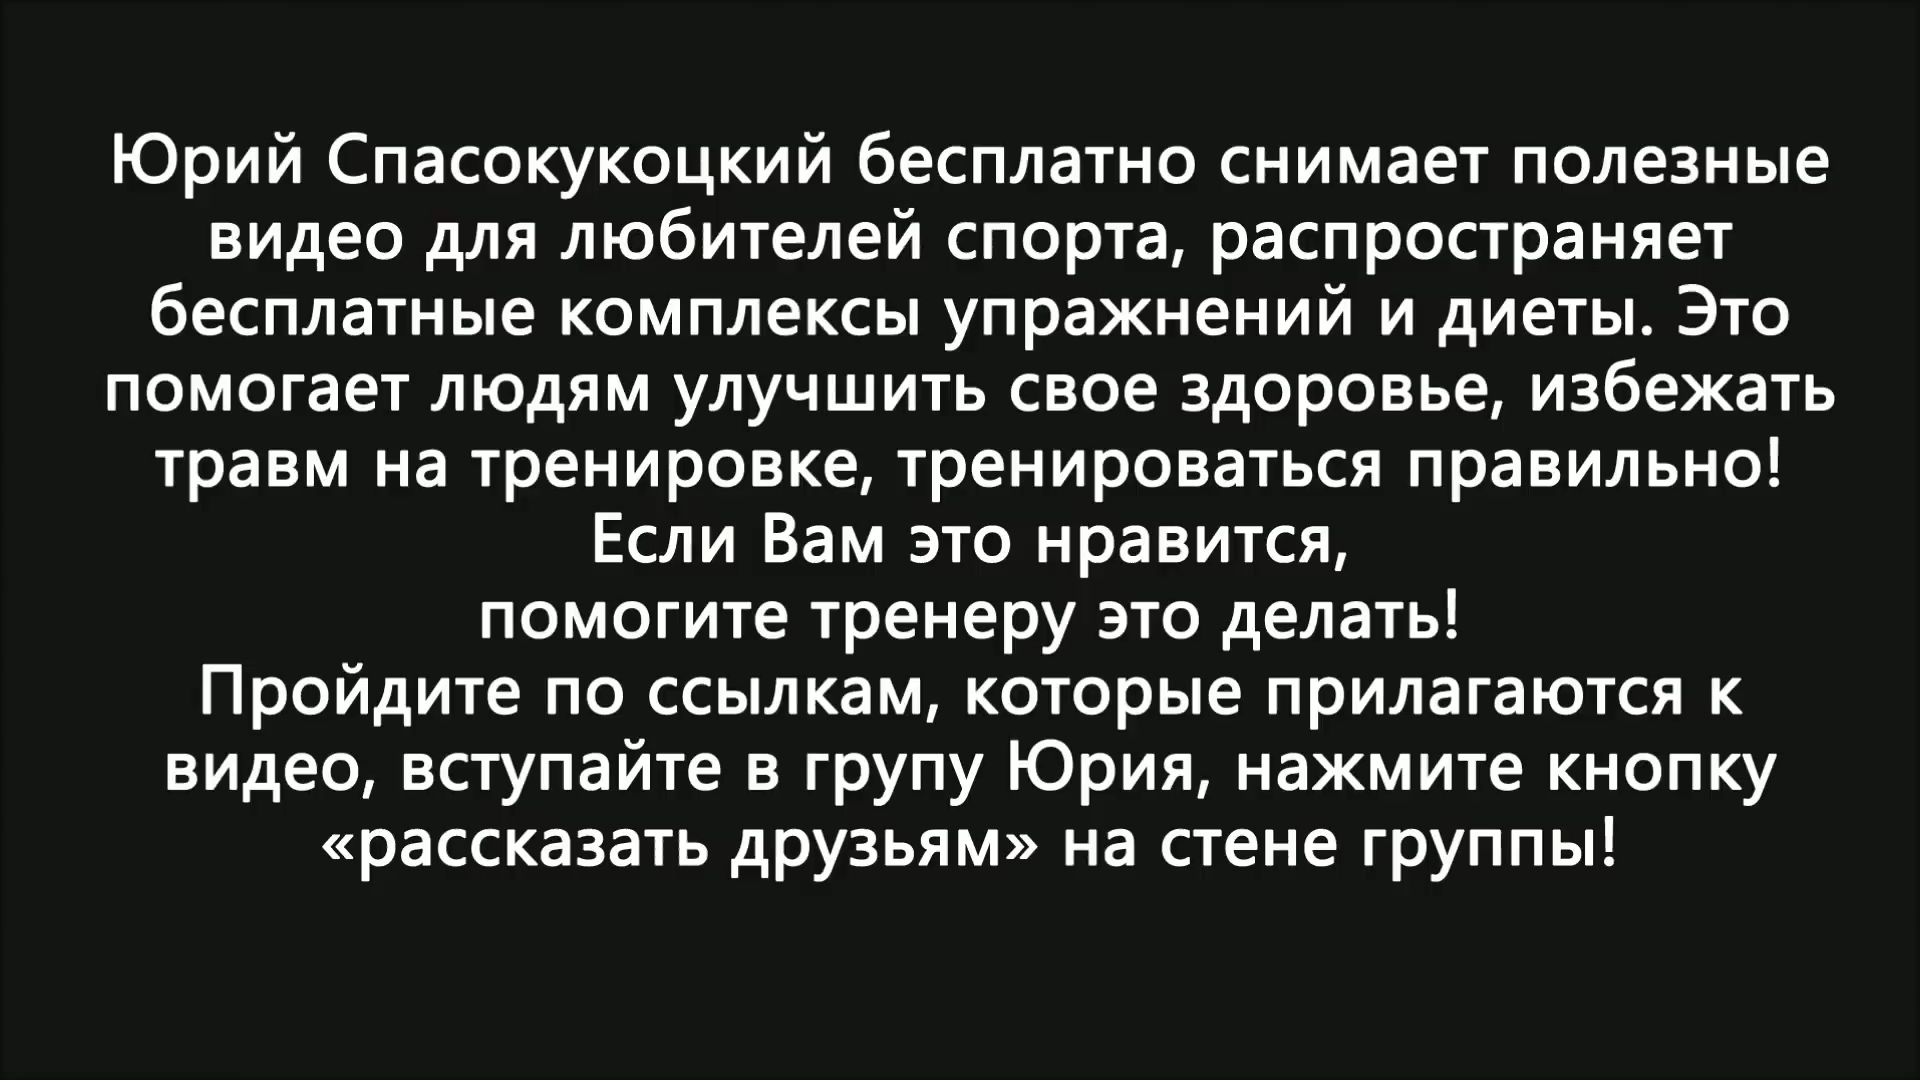 Юрий Спасокукоцкий бесплатно снимает полезные
видео для любителей спорта, распространяет
бесплатные комплексы упражнений и диеты. Это
помогает людям улучшить свое здоровье, избежать
травм на тренировке, тренироваться правильно!
Если Вам это нравится,
помогите тренеру это делать!
Пройдите по ссылкам, которые прилагаются к
видео, вступайте в групу Юрия, нажмите кнопку
«рассказать друзьям» на стене группы!